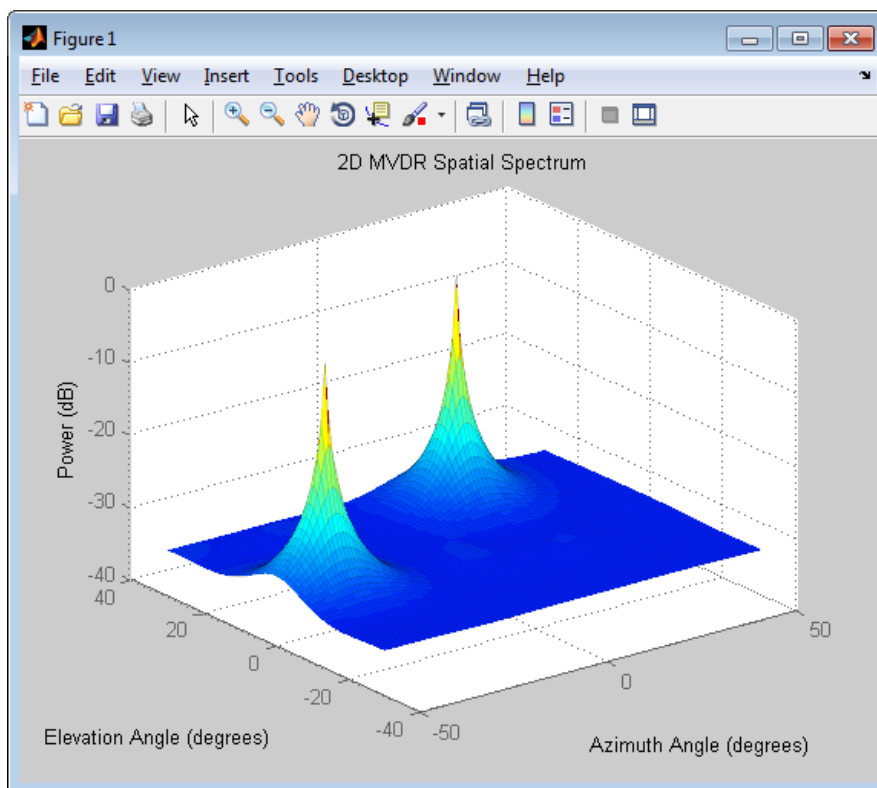 Figure 1
File Edit View Insert Tools Desktop Window Help
2D MVDR Spatial Spectrum
0
-10
-20
-30
-40
Power (dB)
40
20
0
-20
-40
Elevation Angle (degrees)
-50
0
50
Azimuth Angle (degrees)